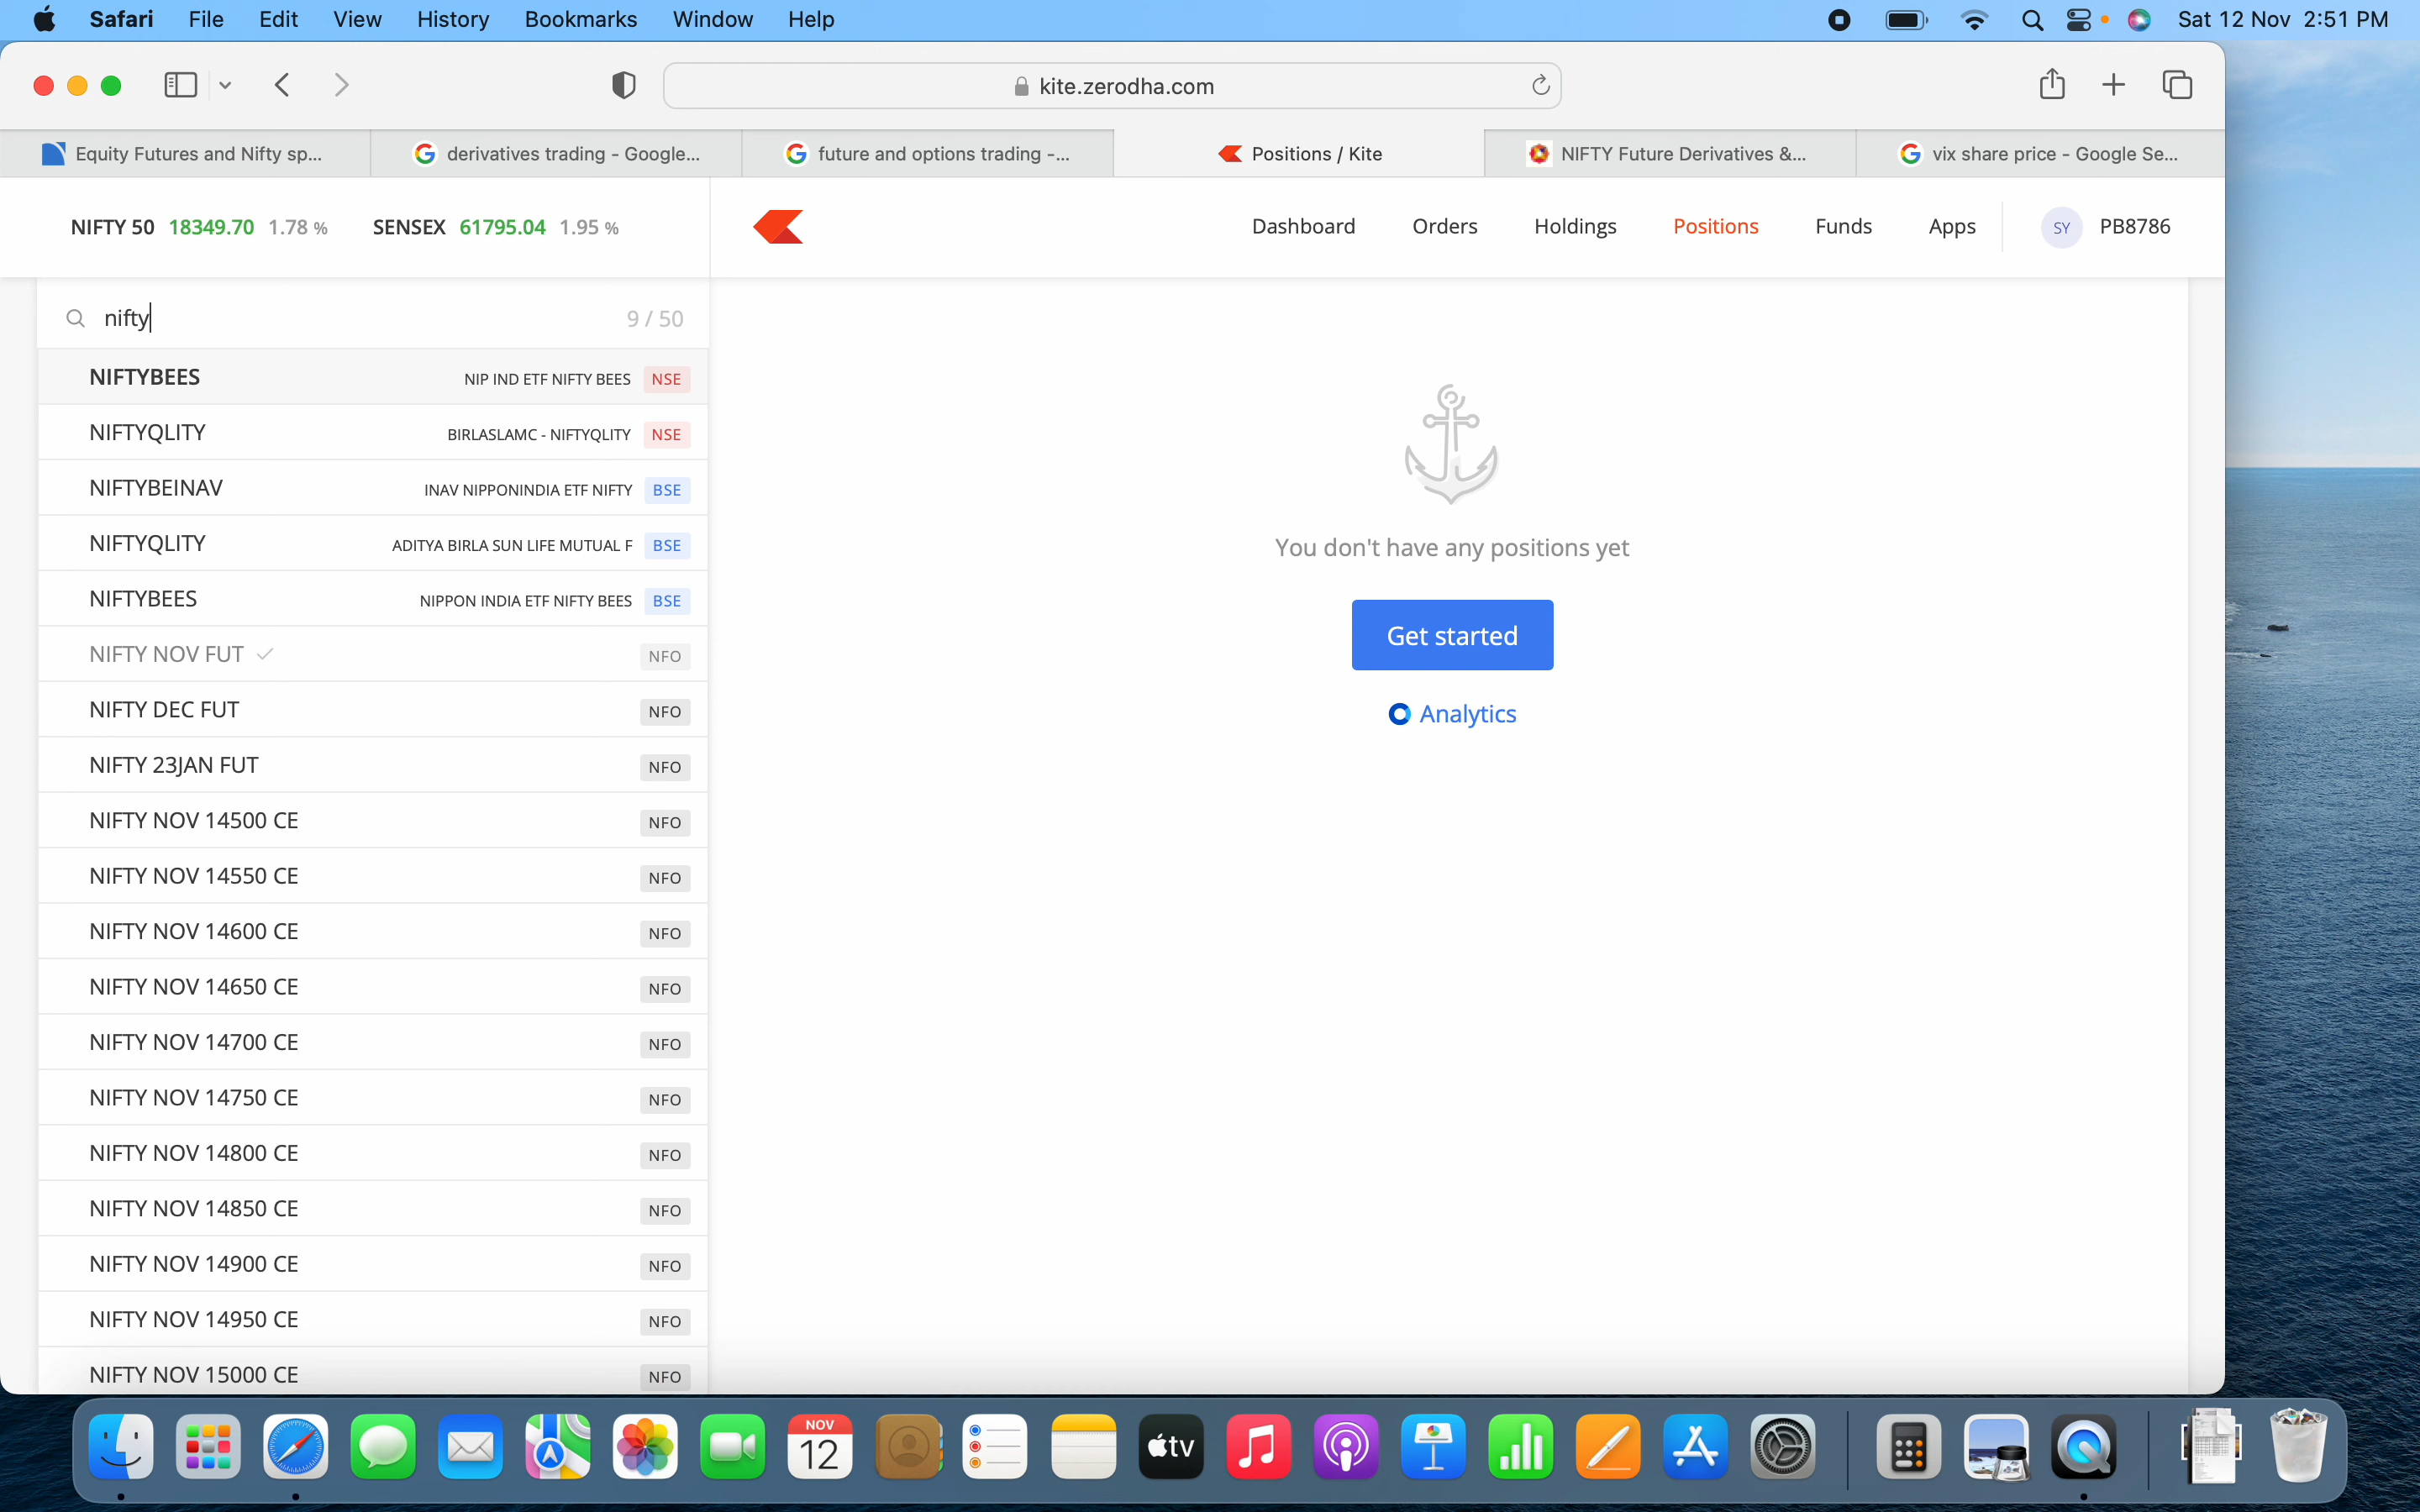 Safari File Edit View History Bookmarks Window Help Sat 12 Nov 2:51 PM
kite.zerodha.com
Equity Futures and Nifty sp... derivatives trading - Google... future and options trading -... Positions / Kite NIFTY Future Derivatives &... vix share price - Google Se...
NIFTY 50 18349.70 1.78 % SENSEX 61795.04 1.95 % Dashboard Orders Holdings Positions Funds Apps SY PB8786
nifty 9 / 50
NIFTYBEES NIP IND ETF NIFTY BEES NSE
NIFTYQLITY BIRLASLAMC - NIFTYQLITY NSE
NIFTYBEINAV INAV NIPPONINDIA ETF NIFTY BSE
NIFTYQLITY ADITYA BIRLA SUN LIFE MUTUAL F BSE
NIFTYBEES NIPPON INDIA ETF NIFTY BEES BSE
NIFTY NOV FUT NFO
NIFTY DEC FUT NFO
NIFTY 23JAN FUT NFO
NIFTY NOV 14500 CE NFO
NIFTY NOV 14550 CE NFO
NIFTY NOV 14600 CE NFO
NIFTY NOV 14650 CE NFO
NIFTY NOV 14700 CE NFO
NIFTY NOV 14750 CE NFO
NIFTY NOV 14800 CE NFO
NIFTY NOV 14850 CE NFO
NIFTY NOV 14900 CE NFO
NIFTY NOV 14950 CE NFO
NIFTY NOV 15000 CE NFO
You don't have any positions yet
Get started
Analytics
NOV
12
tv